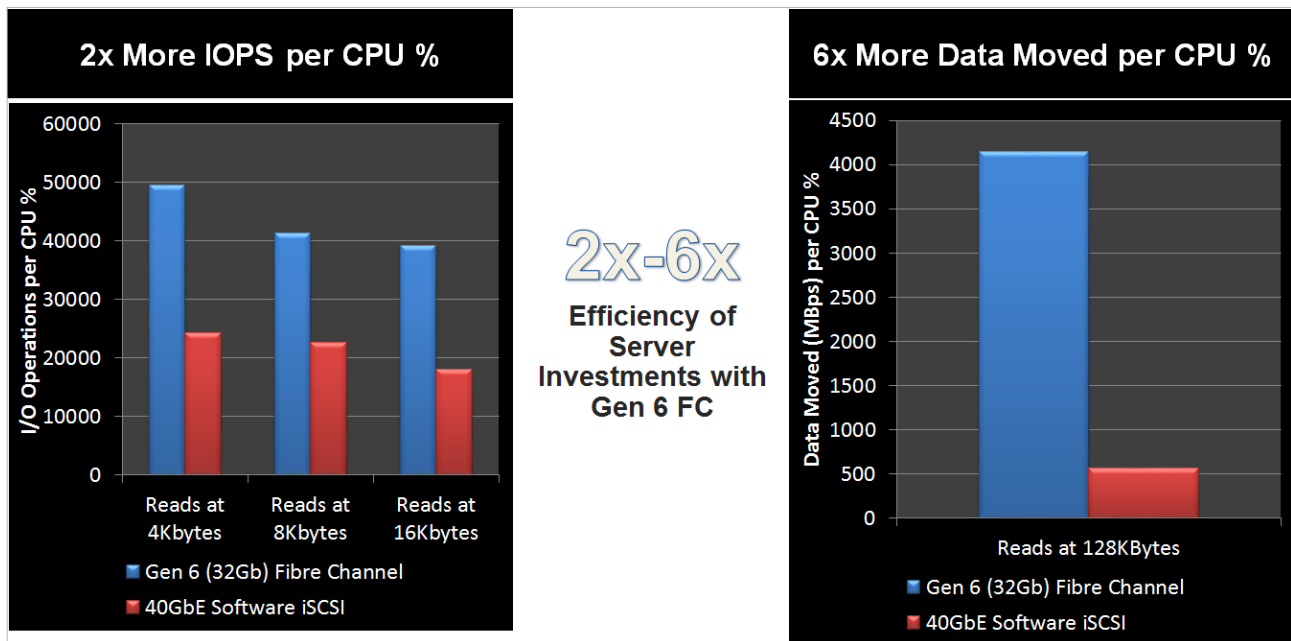 2x More IOPS per CPU %
I/O Operations per CPU %
60000
50000
40000
30000
20000
10000
0
Reads at
4Kbytes
Reads at
8Kbytes
Reads at
16Kbytes
Gen 6 (32Gb) Fibre Channel
40GbE Software iSCSI
2x-6x
Efficiency of
Server
Investments with
Gen 6 FC
6x More Data Moved per CPU %
Data Moved (MBps) per CPU %
4500
4000
3500
3000
2500
2000
1500
1000
500
0
Reads at 128KBytes
Gen 6 (32Gb) Fibre Channel
40GbE Software iSCSI